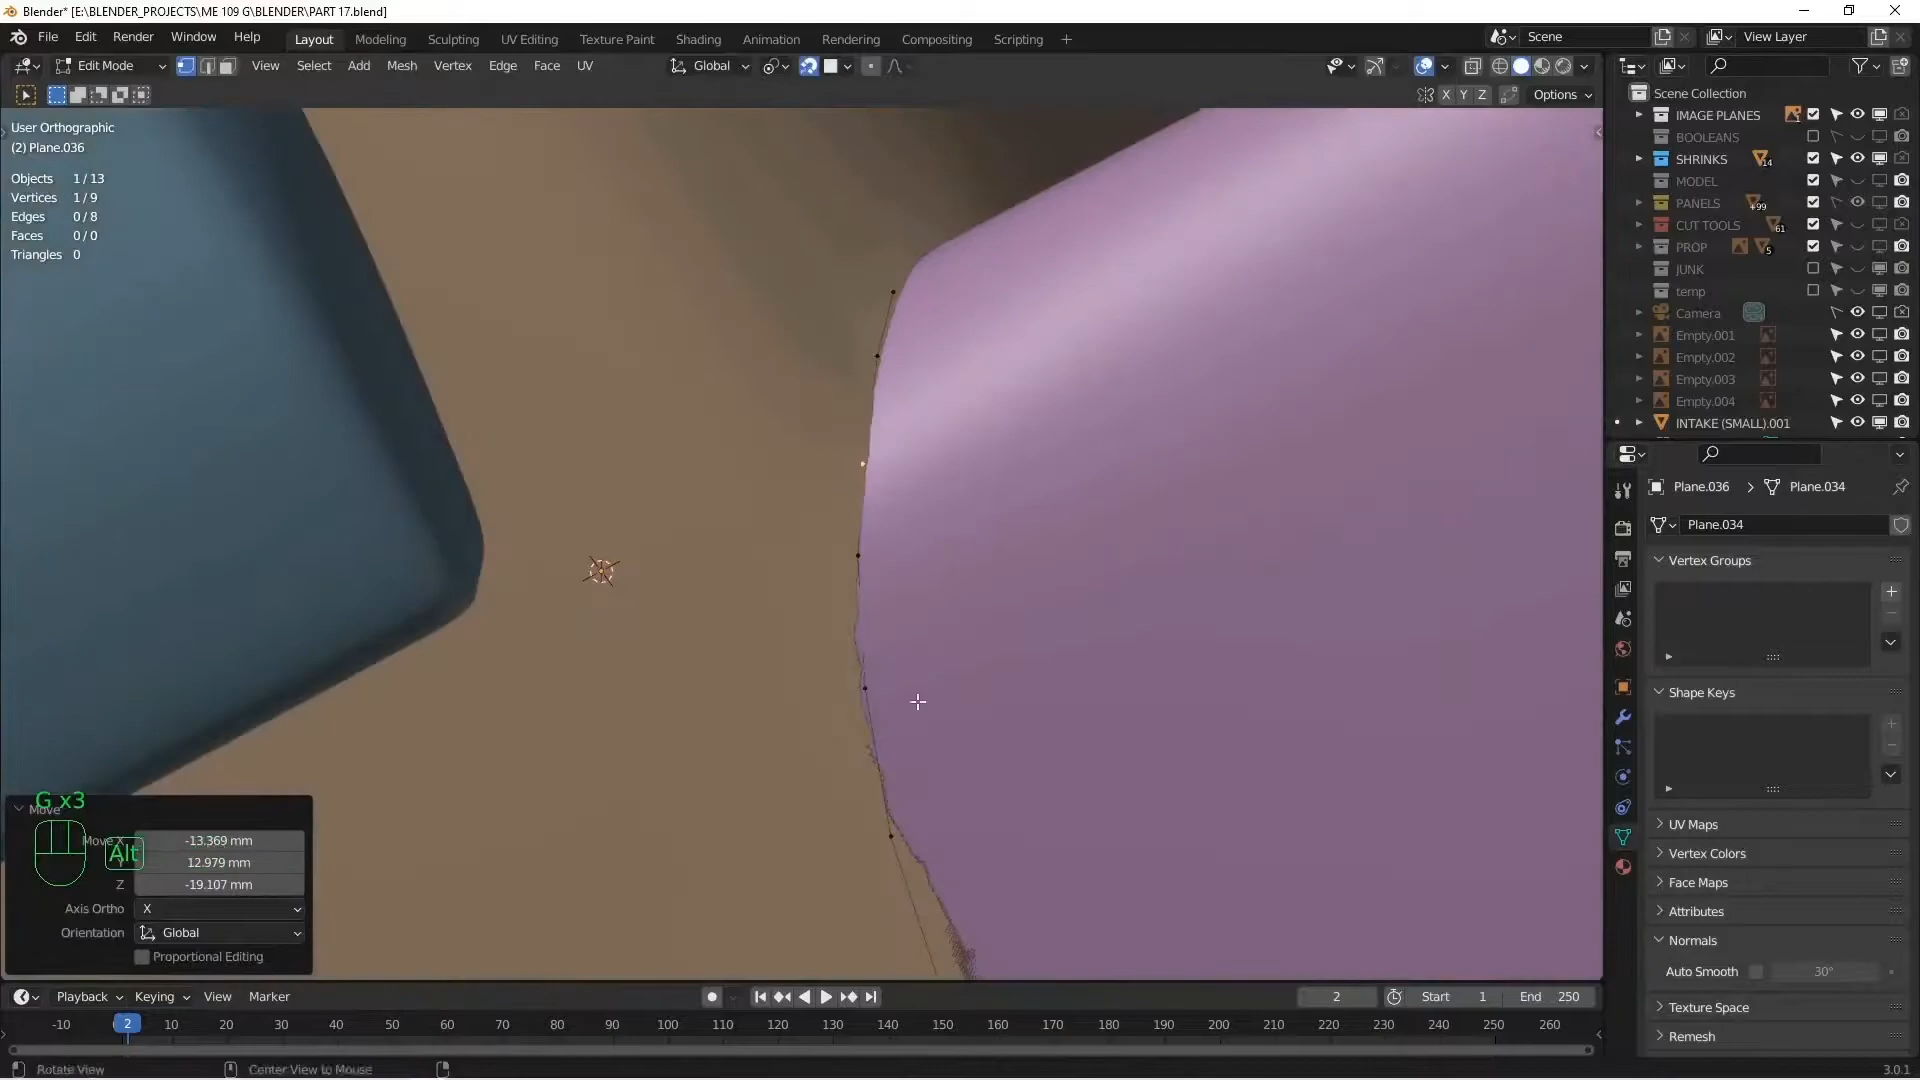 Blender* [E:\BLENDER_PROJECTS\ME 109 G\BLENDER\PART 17.blend]
File Edit Render Window Help Layout Modeling Sculpting UV Editing Texture Paint Shading Animation Rendering Compositing Scripting + Scene View Layer
Edit Mode View Select Add Mesh Vertex Edge Face UV Global
X Y Z Options
User Orthographic
(2) Plane.036
Objects 1 / 13
Vertices 1 / 9
Edges 0 / 8
Faces 0 / 0
Triangles 0
Scene Collection
IMAGE PLANES 1
BOOLEANS
SHRINKS 14
MODEL
PANELS +99
CUT TOOLS 61
PROP 5
JUNK
temp
Camera
Empty.001
Empty.002
Empty.003
Empty.004
INTAKE (SMALL).001
Plane.036 > Plane.034
Plane.034
Vertex Groups
Shape Keys
UV Maps
Vertex Colors
Face Maps
Attributes
Normals
Auto Smooth 30°
Texture Space
Remesh
G x3
Move
Move X -13.369 mm
Alt
12.979 mm
Z -19.107 mm
Axis Ortho X
Orientation Global
Proportional Editing
Playback Keying View Marker 2 Start 1 End 250
-10 2 10 20 30 40 50 60 70 80 90 100 110 120 130 140 150 160 170 180 190 200 210 220 230 240 250 260
Rotate View Center View to Mouse 3.0.1